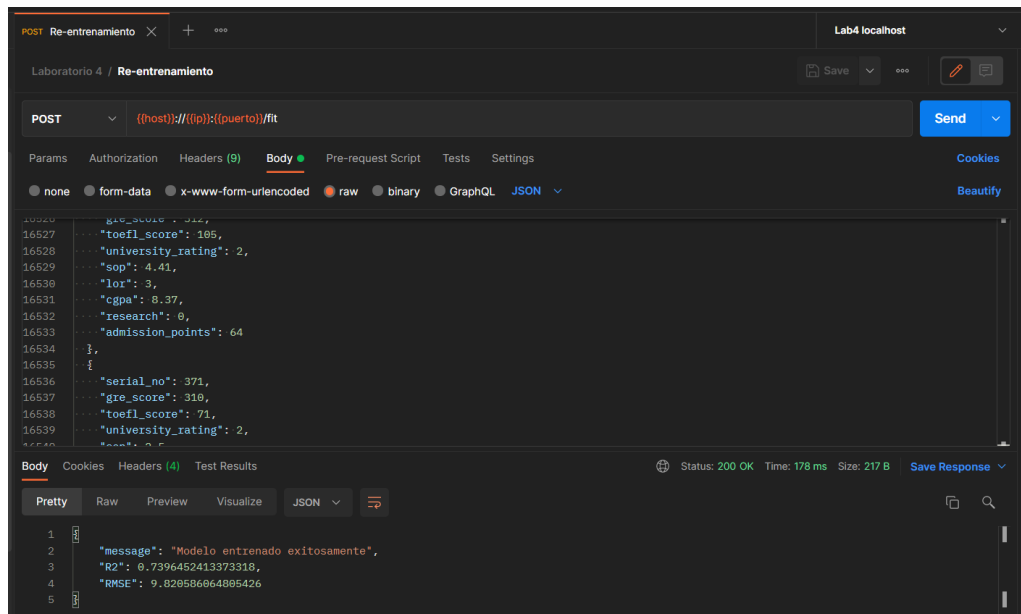 POST Re-entrenamiento
Lab4 localhost
Laboratorio 4 / Re-entrenamiento
Save
POST {{host}}://{{ip}}:{{puerto}}/fit Send
Params Authorization Headers (9) Body Pre-request Script Tests Settings Cookies
none form-data x-www-form-urlencoded raw binary GraphQL JSON Beautify
16526 "gre_score": 312,
16527 "toefl_score": 105,
16528 "university_rating": 2,
16529 "sop": 4.41,
16530 "lor": 3,
16531 "cgpa": 8.37,
16532 "research": 0,
16533 "admission_points": 64
16534 },
16535 {
16536 "serial_no": 371,
16537 "gre_score": 310,
16538 "toefl_score": 71,
16539 "university_rating": 2,
Body Cookies Headers (4) Test Results Status: 200 OK Time: 178 ms Size: 217 B Save Response
Pretty Raw Preview Visualize JSON
1 {
2 "message": "Modelo entrenado exitosamente",
3 "R2": 0.7396452413373318,
4 "RMSE": 9.820586064805426
5 }